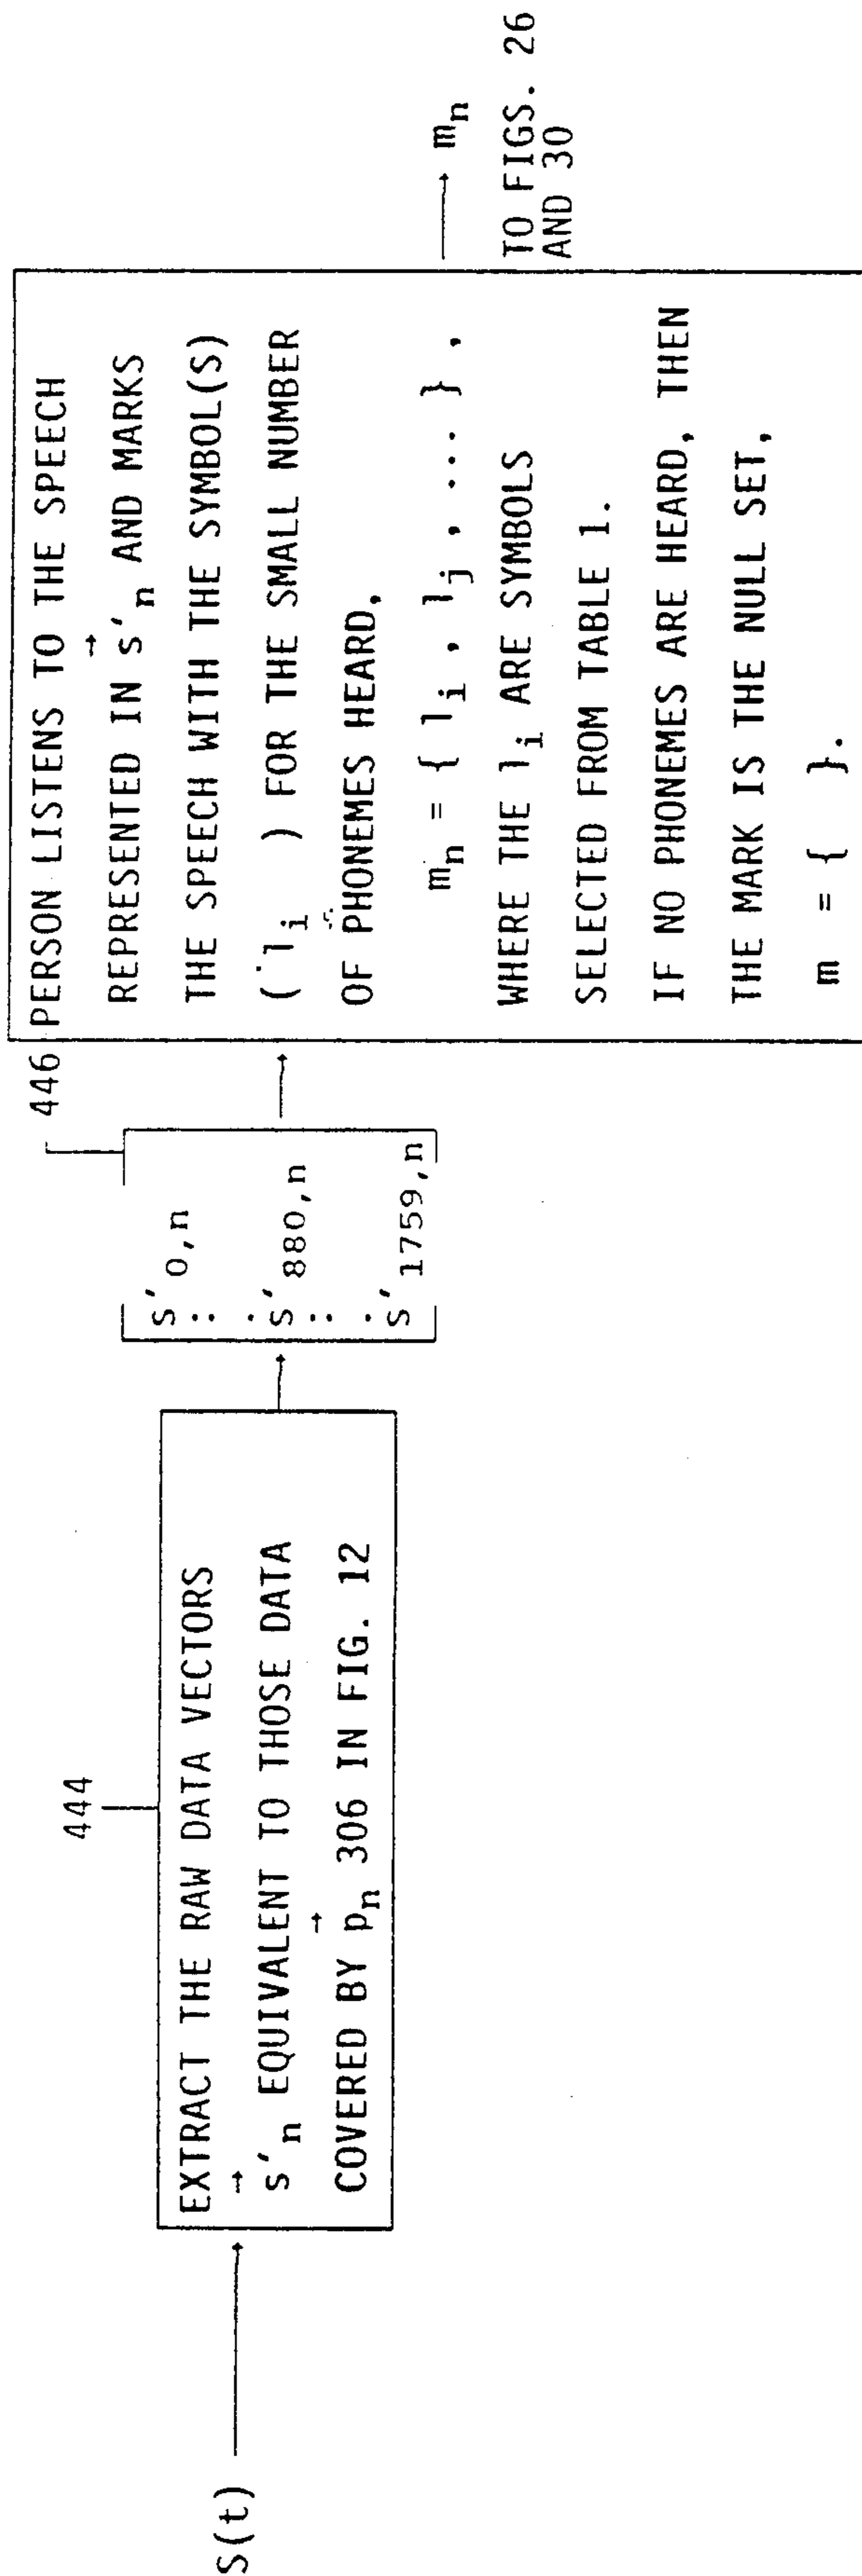 S(t)
444
EXTRACT THE RAW DATA VECTORS
s⃗'n EQUIVALENT TO THOSE DATA
COVERED BY p⃗n 306 IN FIG. 12
s'0,n
:
.
s'880,n
:
.
s'1759,n
446
PERSON LISTENS TO THE SPEECH
REPRESENTED IN s⃗'n AND MARKS
THE SPEECH WITH THE SYMBOL(S)
( li ) FOR THE SMALL NUMBER
OF PHONEMES HEARD,
mn = { li , lj , ... } ,
WHERE THE li ARE SYMBOLS
SELECTED FROM TABLE 1.
IF NO PHONEMES ARE HEARD, THEN
THE MARK IS THE NULL SET,
m = { }.
mn
TO FIGS. 26
AND 30